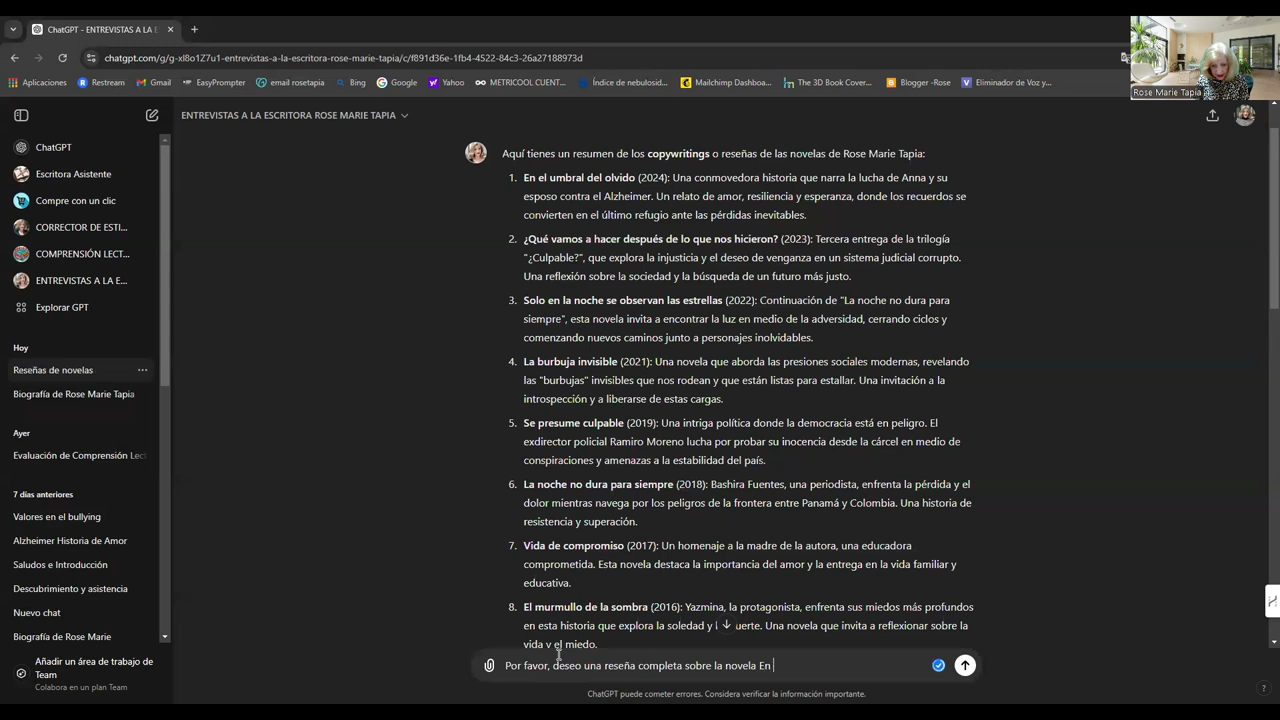 ChatGPT - ENTREVISTAS A LA E
chatgpt.com/g/g-xl8o1Z7u1-entrevistas-a-la-escritora-rose-marie-tapia/c/f891d36e-1fb4-4522-84c3-26a27188973d
Aplicaciones
Restream
Gmail
EasyPrompter
email rosetapia
Bing
Google
Yahoo
METRICOOL CUENT...
Índice de nebulosid...
Mailchimp Dashboa...
The 3D Book Cover...
Blogger -Rose
Eliminador de Voz y...
Rose Marie Tapia
ENTREVISTAS A LA ESCRITORA ROSE MARIE TAPIA
ChatGPT
Escritora Asistente
Compre con un clic
CORRECTOR DE ESTI...
COMPRENSIÓN LECT...
ENTREVISTAS A LA E...
Explorar GPT
Hoy
Reseñas de novelas
Biografía de Rose Marie Tapia
Ayer
Evaluación de Comprensión Lect
7 días anteriores
Valores en el bullying
Alzheimer Historia de Amor
Saludos e Introducción
Descubrimiento y asistencia
Nuevo chat
Biografía de Rose Marie
Añadir un área de trabajo de
Team
Colabora en un plan Team
Aquí tienes un resumen de los copywritings o reseñas de las novelas de Rose Marie Tapia:
1. En el umbral del olvido (2024): Una conmovedora historia que narra la lucha de Anna y su
esposo contra el Alzheimer. Un relato de amor, resiliencia y esperanza, donde los recuerdos se
convierten en el último refugio ante las pérdidas inevitables.
2. ¿Qué vamos a hacer después de lo que nos hicieron? (2023): Tercera entrega de la trilogía
"¿Culpable?", que explora la injusticia y el deseo de venganza en un sistema judicial corrupto.
Una reflexión sobre la sociedad y la búsqueda de un futuro más justo.
3. Solo en la noche se observan las estrellas (2022): Continuación de "La noche no dura para
siempre", esta novela invita a encontrar la luz en medio de la adversidad, cerrando ciclos y
comenzando nuevos caminos junto a personajes inolvidables.
4. La burbuja invisible (2021): Una novela que aborda las presiones sociales modernas, revelando
las "burbujas" invisibles que nos rodean y que están listas para estallar. Una invitación a la
introspección y a liberarse de estas cargas.
5. Se presume culpable (2019): Una intriga política donde la democracia está en peligro. El
exdirector policial Ramiro Moreno lucha por probar su inocencia desde la cárcel en medio de
conspiraciones y amenazas a la estabilidad del país.
6. La noche no dura para siempre (2018): Bashira Fuentes, una periodista, enfrenta la pérdida y el
dolor mientras navega por los peligros de la frontera entre Panamá y Colombia. Una historia de
resistencia y superación.
7. Vida de compromiso (2017): Un homenaje a la madre de la autora, una educadora
comprometida. Esta novela destaca la importancia del amor y la entrega en la vida familiar y
educativa.
8. El murmullo de la sombra (2016): Yazmina, la protagonista, enfrenta sus miedos más profundos
en esta historia que explora la soledad y uerte. Una novela que invita a reflexionar sobre la
vida y el miedo.
Por favor, deseo una reseña completa sobre la novela En
ChatGPT puede cometer errores. Considera verificar la información importante.